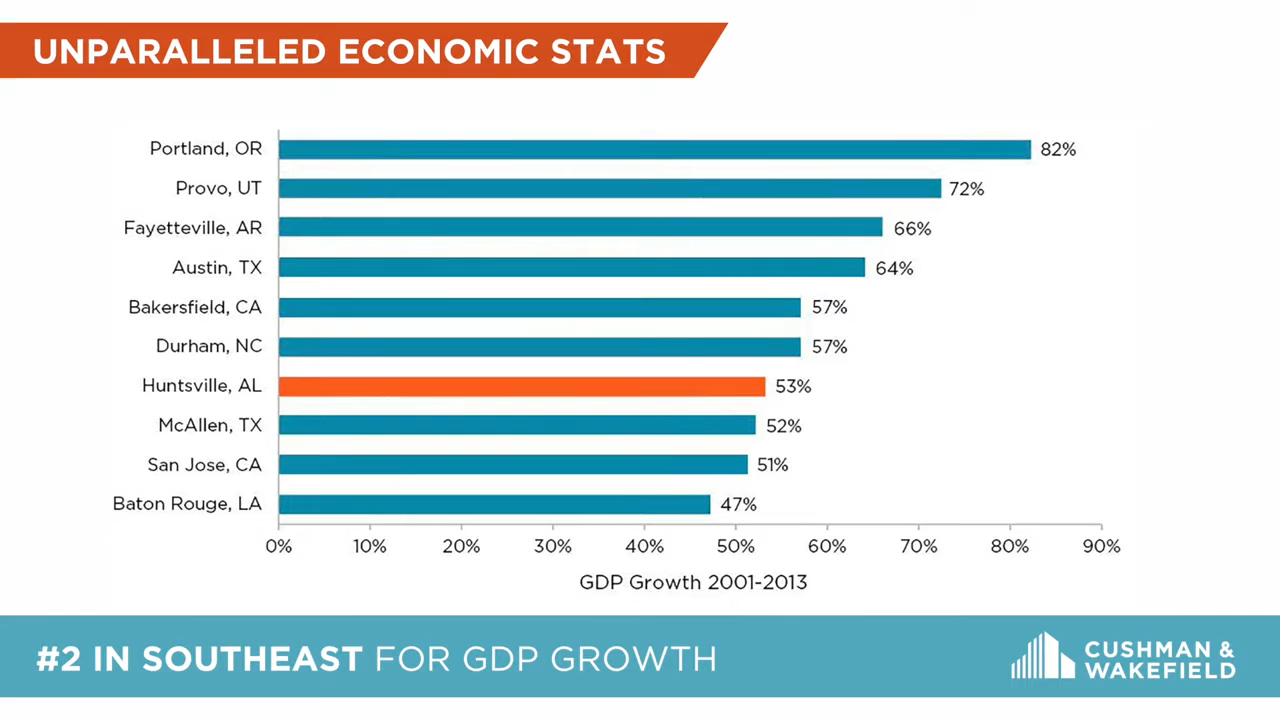 UNPARALLELED ECONOMIC STATS
Portland, OR 82%
Provo, UT 72%
Fayetteville, AR 66%
Austin, TX 64%
Bakersfield, CA 57%
Durham, NC 57%
Huntsville, AL 53%
McAllen, TX 52%
San Jose, CA 51%
Baton Rouge, LA 47%
0% 10% 20% 30% 40% 50% 60% 70% 80% 90%
GDP Growth 2001-2013
#2 IN SOUTHEAST FOR GDP GROWTH
CUSHMAN &
WAKEFIELD